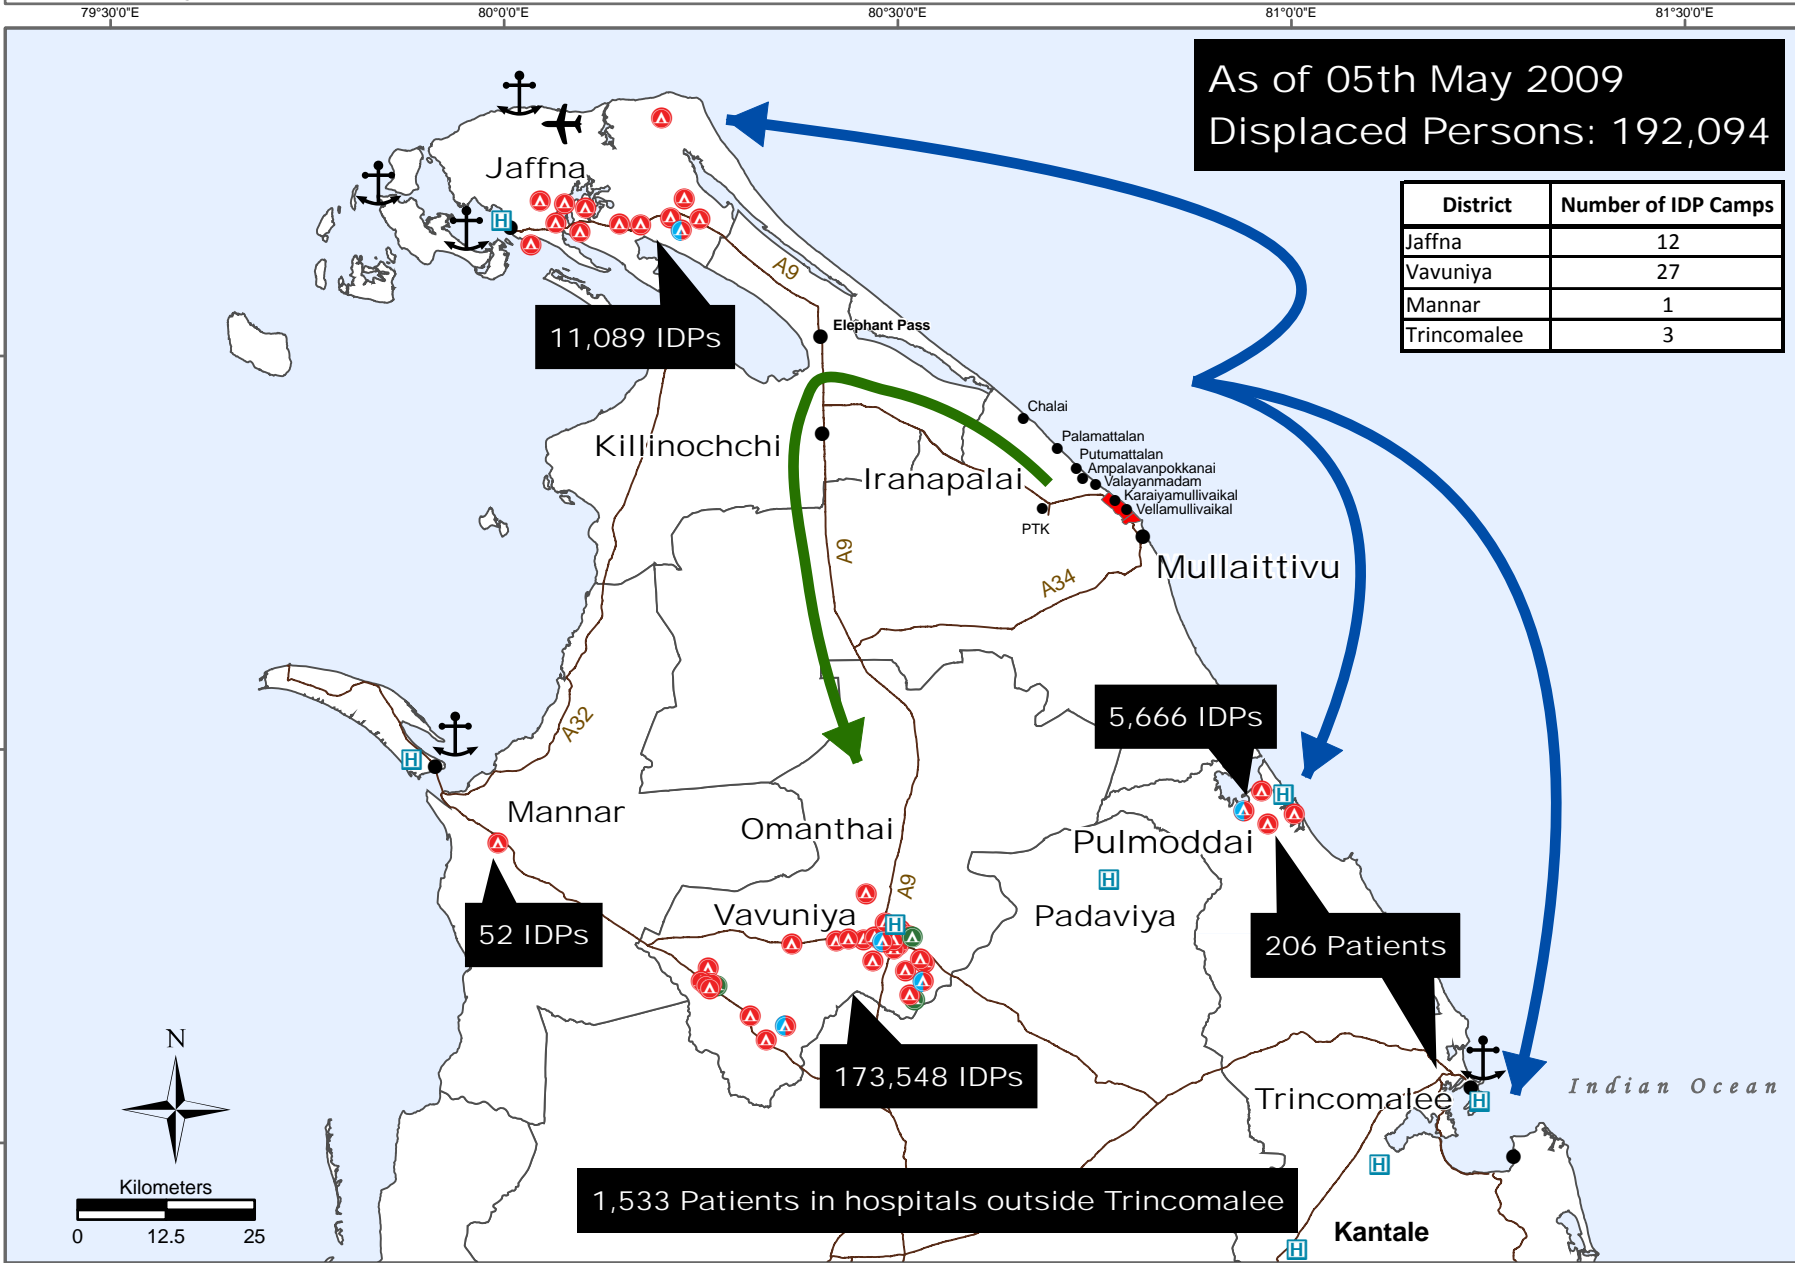 79°30'0"E
80°0'0"E
80°30'0"E
81°0'0"E
81°30'0"E
As of 05th May 2009
Displaced Persons: 192,094
District Number of IDP Camps
Jaffna 12
Vavuniya 27
Mannar 1
Trincomalee 3
Jaffna
H
A9
11,089 IDPs
Elephant Pass
Chalai
Killinochchi
Palamattalan
Putumattalan
Iranapalai
Ampalavanpokkanai
Valayanmadam
Karaiyamullivaikal
Vellamullivaikal
PTK
A9
Mullaittivu
A34
A32
5,666 IDPs
H
H
Mannar
Omanthai
Pulmoddai
H
A9
Vavuniya
H
Padaviya
52 IDPs
206 Patients
N
173,548 IDPs
Trincomalee
H
Indian Ocean
H
Kilometers
0 12.5 25
1,533 Patients in hospitals outside Trincomalee
Kantale
H